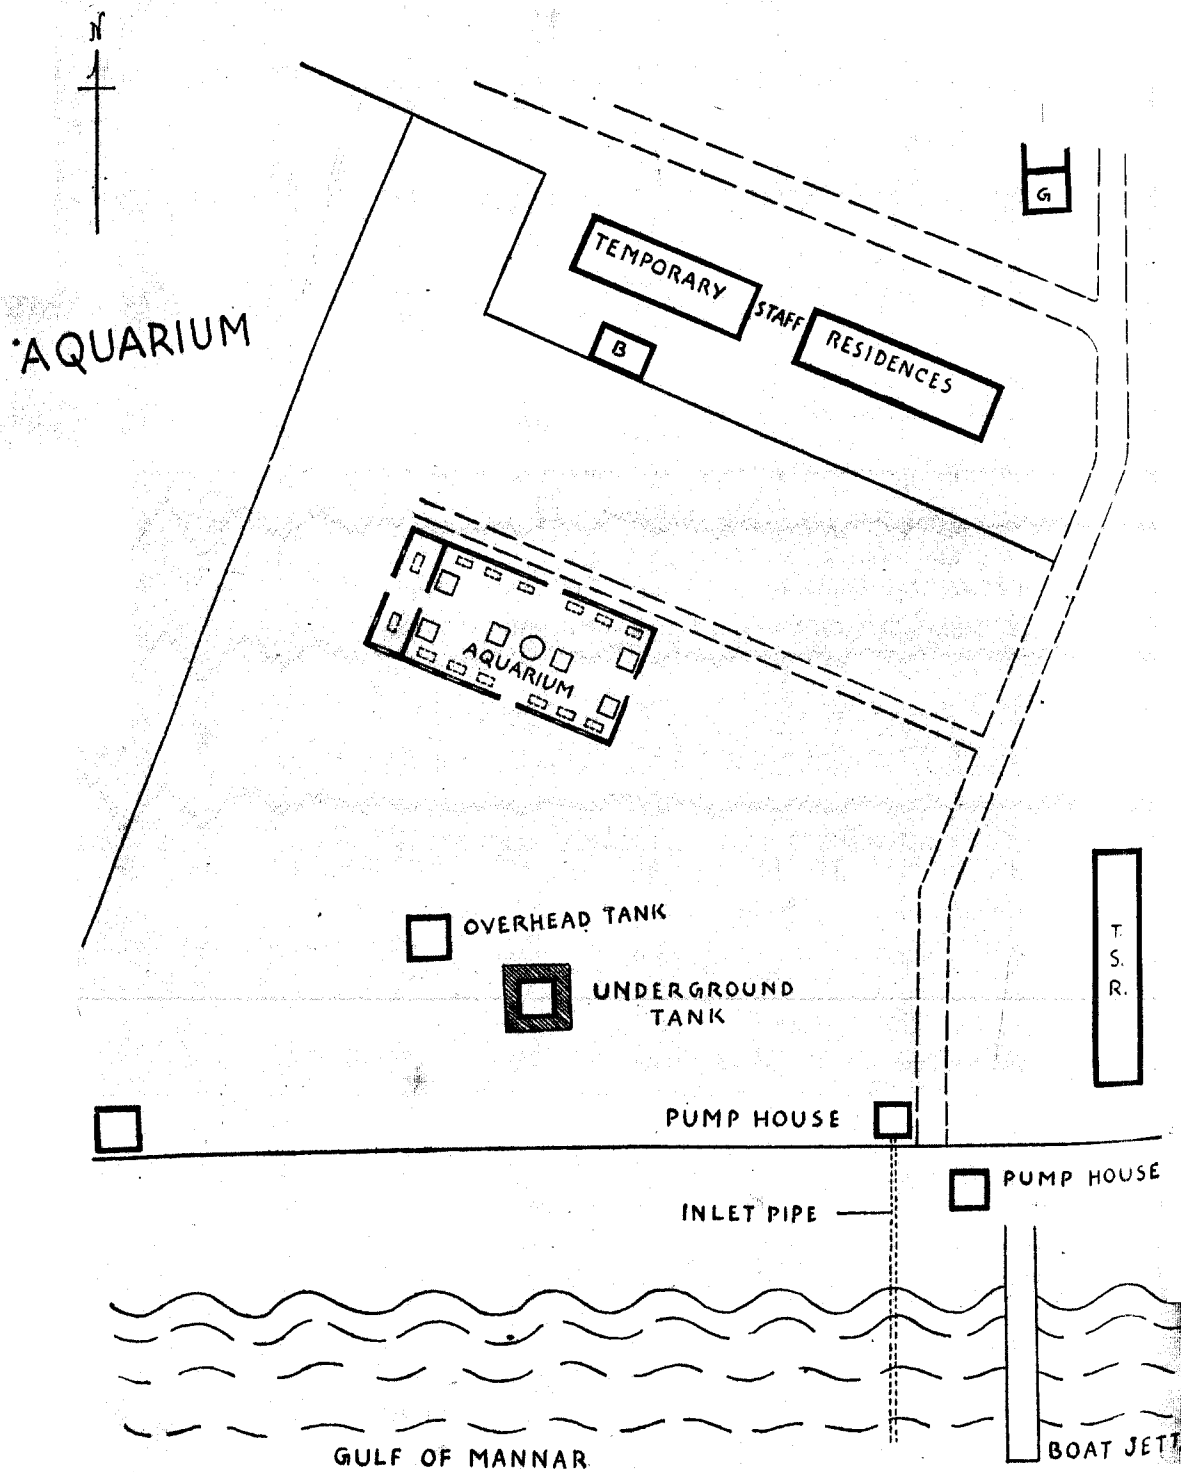 N
G
TEMPORARY
STAFF
RESIDENCES
B
AQUARIUM
AQUARIUM
OVERHEAD TANK
UNDERGROUND
TANK
T.
S.
R.
PUMP HOUSE
PUMP HOUSE
INLET PIPE
GULF OF MANNAR
BOAT JETT